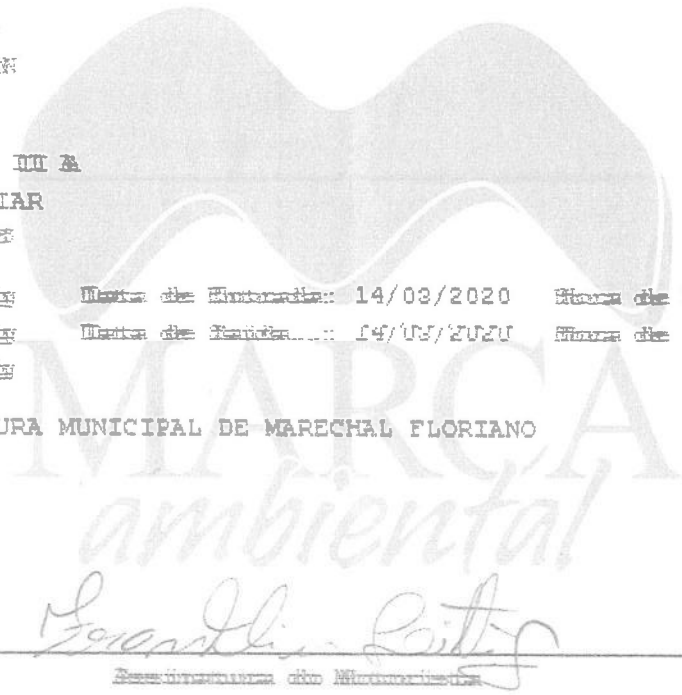 II A
IAR
Data de Entrada: 14/03/2020 Hora de
Data de Saída...: 14/03/2020 Hora de
URA MUNICIPAL DE MARECHAL FLORIANO
MARCA
ambiental
Assinatura do Motorista